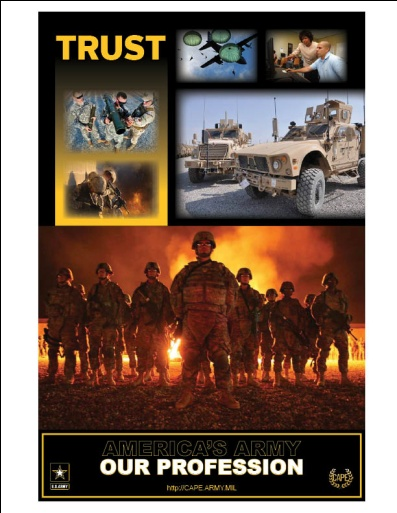 TRUST
AMERICA'S ARMY
OUR PROFESSION
U.S.ARMY
CAPE
http://CAPE.ARMY.MIL